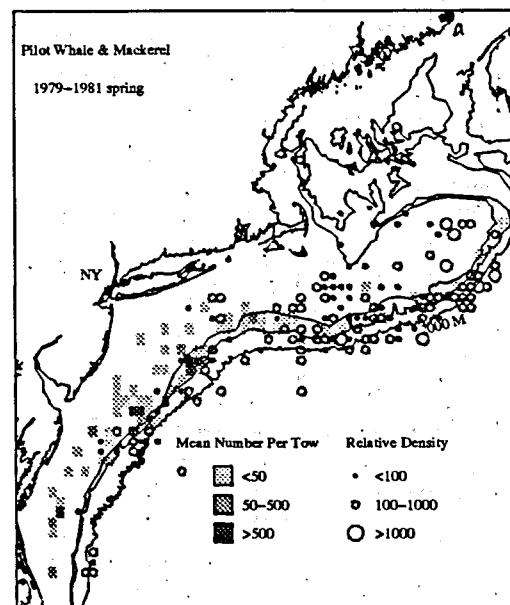 Pilot Whale & Mackerel
1979–1981 spring
NY
000 M
Mean Number Per Tow
Relative Density
<50
<100
50–500
100–1000
>500
>1000